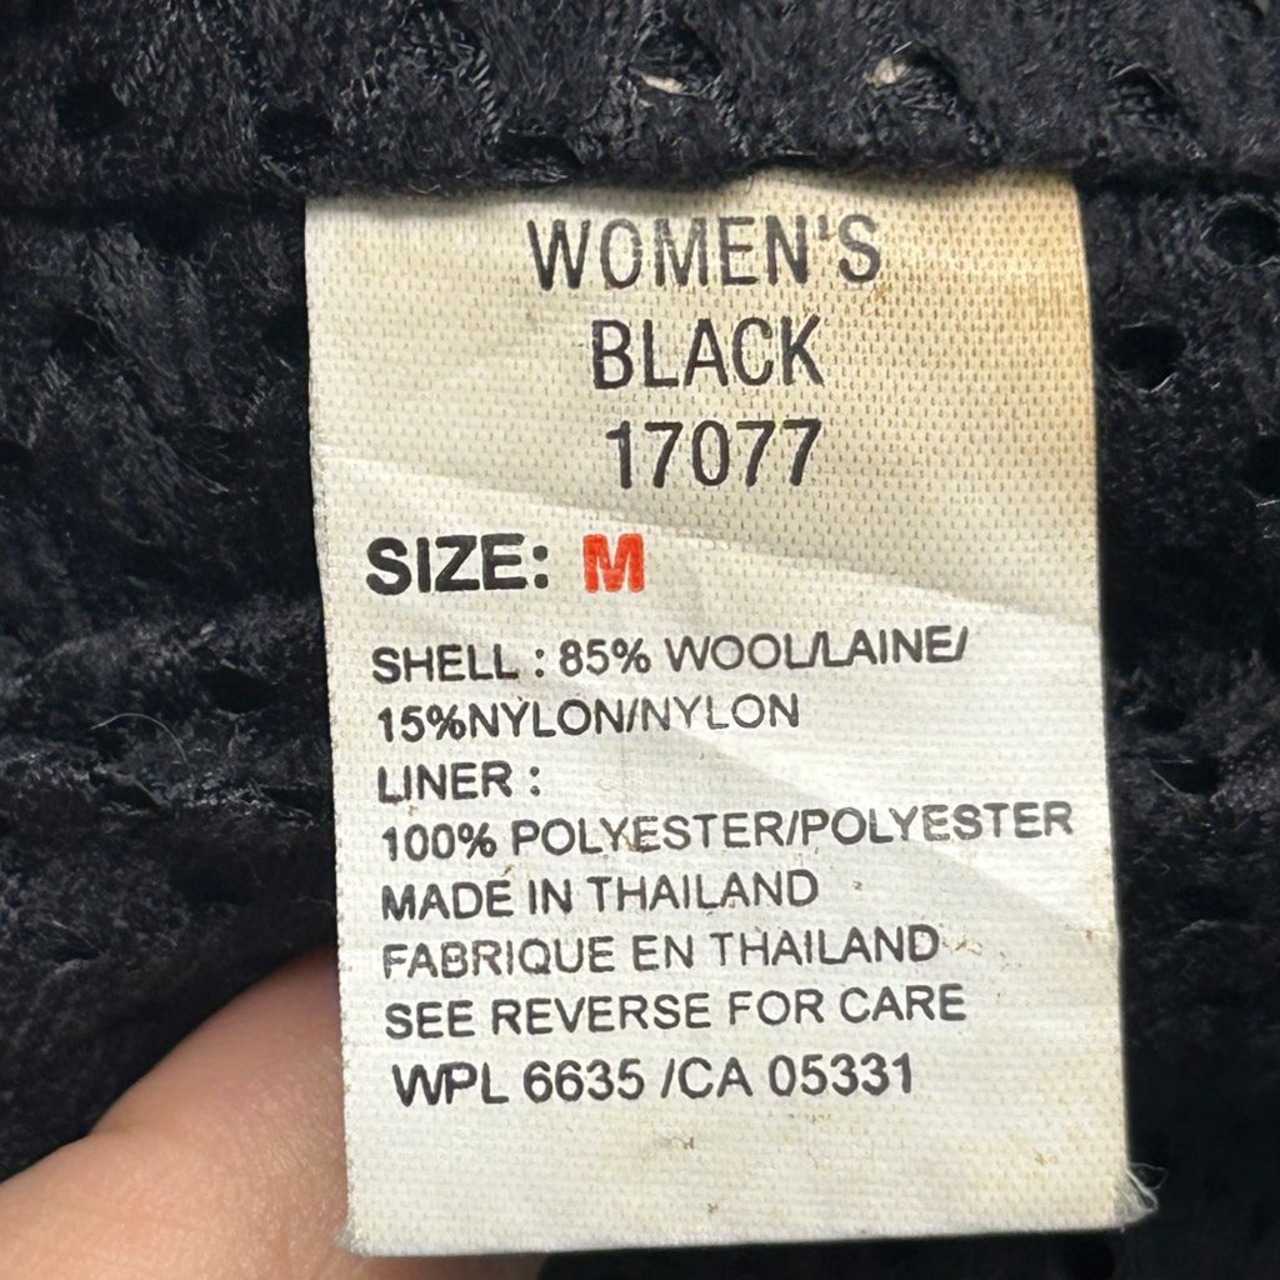 WOMEN'S
BLACK
17077
SIZE: M
SHELL : 85% WOOL/LAINE/
15%NYLON/NYLON
LINER :
100% POLYESTER/POLYESTER
MADE IN THAILAND
FABRIQUE EN THAILAND
SEE REVERSE FOR CARE
WPL 6635 /CA 05331